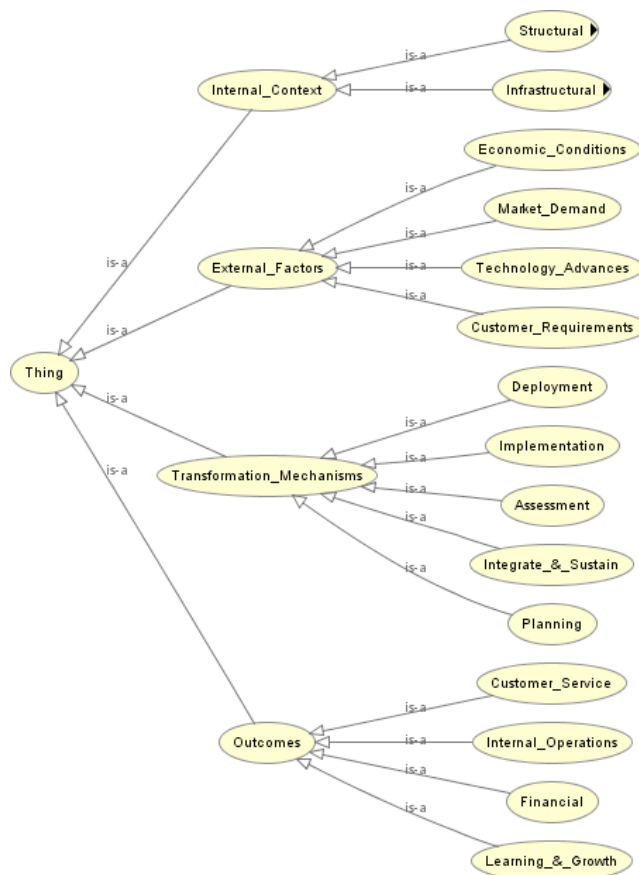 Structural
is-a
Internal_Context
is-a
Infrastructural
Economic_Conditions
is-a
Market_Demand
is-a
is-a
External_Factors
is-a
Technology_Advances
is-a
is-a
Customer_Requirements
Thing
Deployment
is-a
is-a
Implementation
is-a
is-a
Transformation_Mechanisms
is-a
Assessment
is-a
Integrate_&_Sustain
is-a
Planning
Customer_Service
is-a
Outcomes
is-a
Internal_Operations
is-a
Financial
is-a
Learning_&_Growth